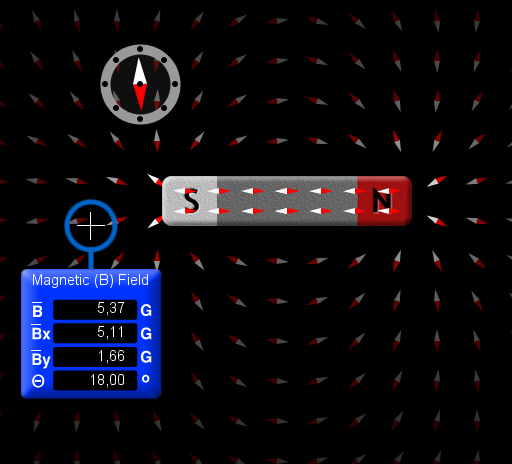 S N
Magnetic (B) Field
B 5,37 G
Bx 5,11 G
By 1,66 G
Θ 18,00 o